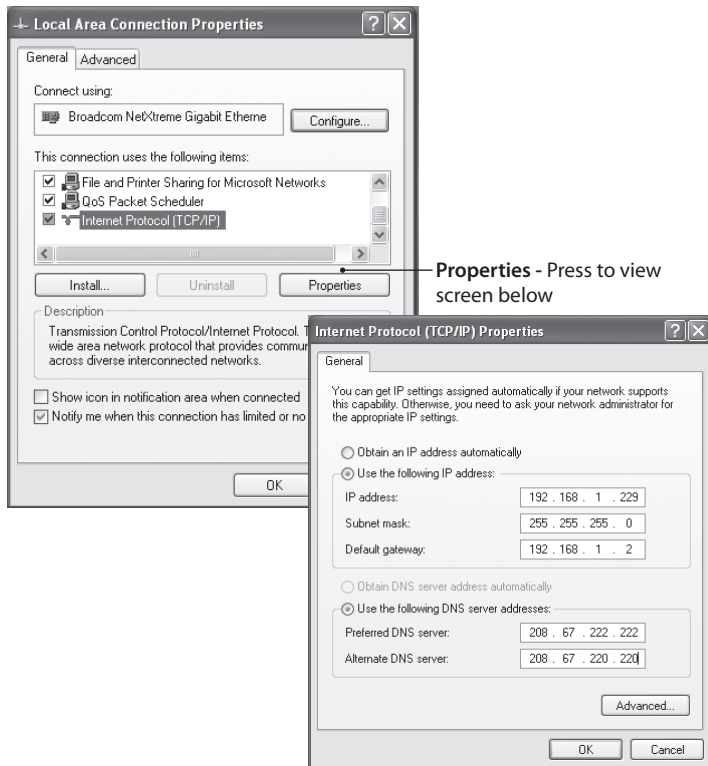 Local Area Connection Properties
General Advanced
Connect using:
Broadcom NetXtreme Gigabit Etherne
Configure...
This connection uses the following items:
File and Printer Sharing for Microsoft Networks
QoS Packet Scheduler
Internet Protocol (TCP/IP)
Install... Uninstall Properties
Properties - Press to view
screen below
Description
Transmission Control Protocol/Internet Protocol. T
wide area network protocol that provides commun
across diverse interconnected networks.
Show icon in notification area when connected
Notify me when this connection has limited or no
OK
Internet Protocol (TCP/IP) Properties
General
You can get IP settings assigned automatically if your network supports
this capability. Otherwise, you need to ask your network administrator for
the appropriate IP settings.
Obtain an IP address automatically
Use the following IP address:
IP address: 192 . 168 . 1 . 229
Subnet mask: 255 . 255 . 255 . 0
Default gateway: 192 . 168 . 1 . 2
Obtain DNS server address automatically
Use the following DNS server addresses:
Preferred DNS server: 208 . 67 . 222 . 222
Alternate DNS server: 208 . 67 . 220 . 220
Advanced...
OK Cancel